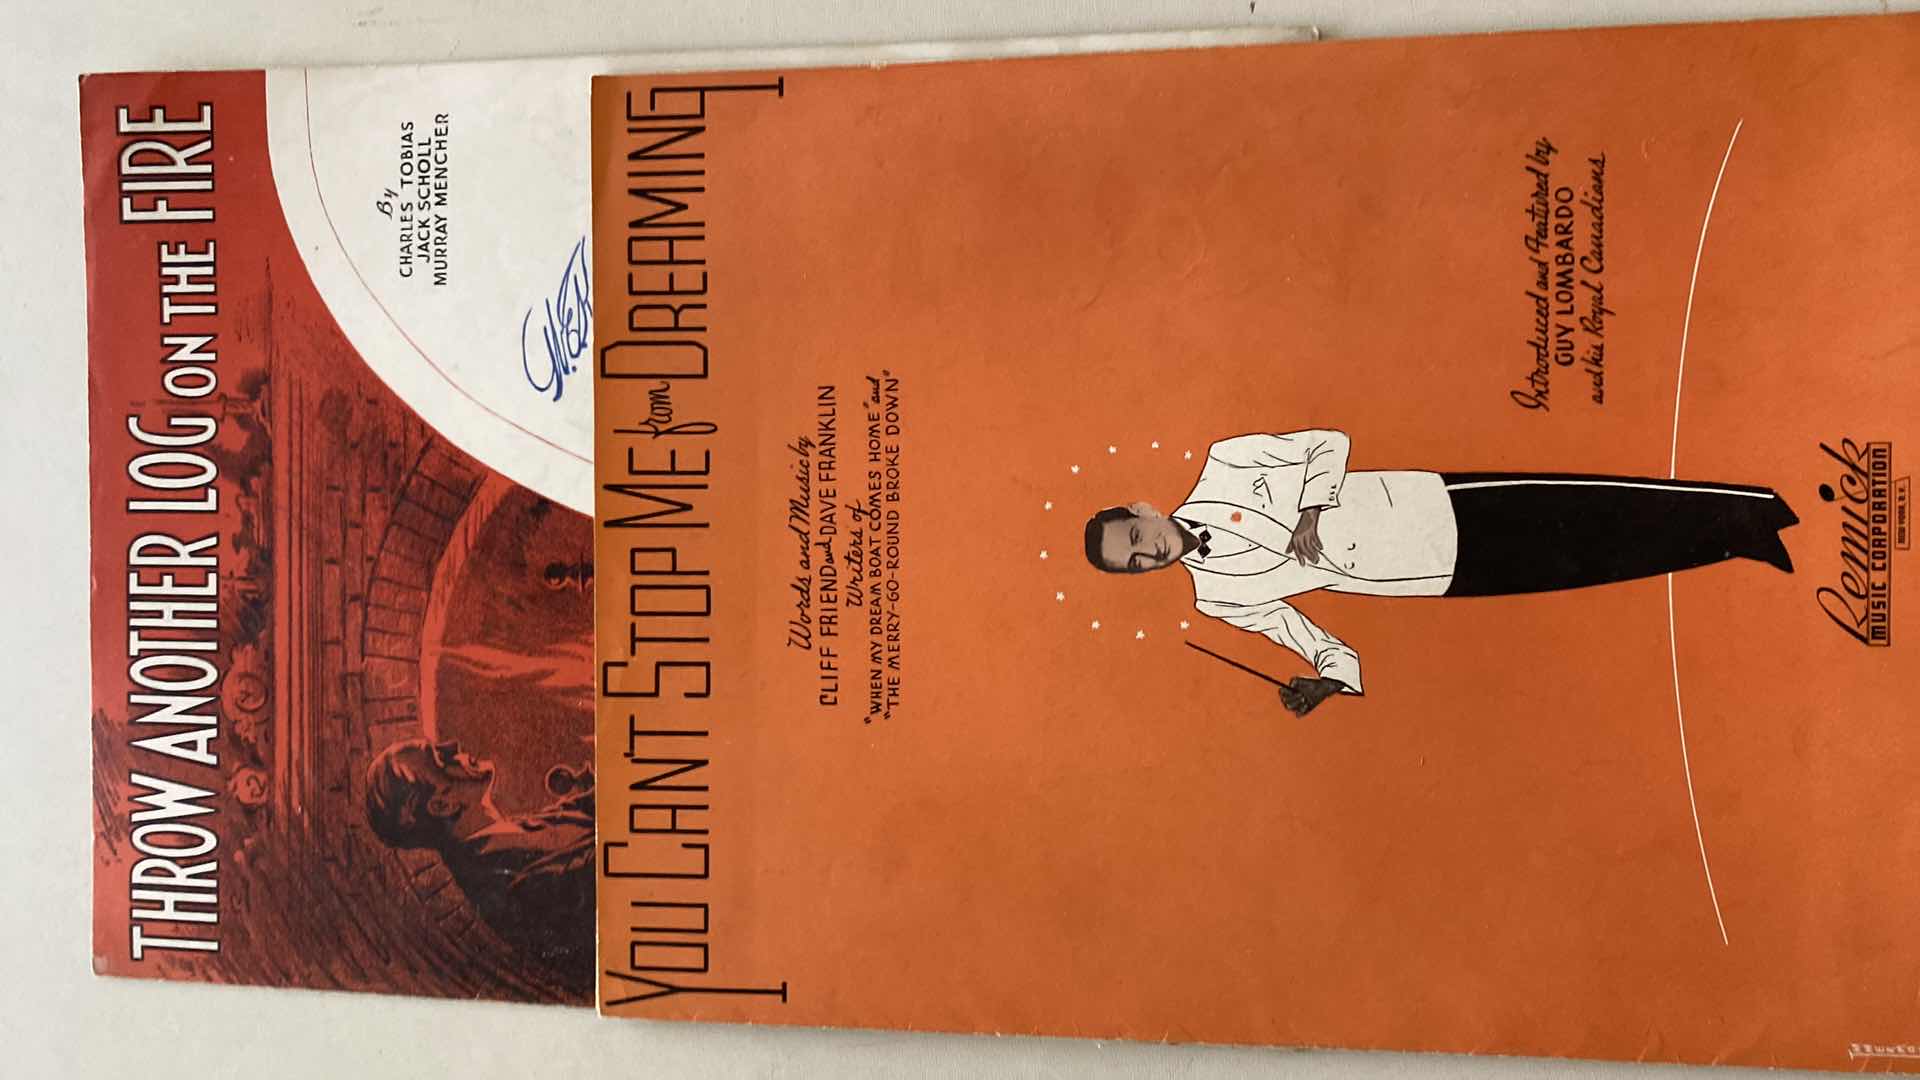 THROW ANOTHER LOG ON THE FIRE
By
CHARLES TOBIAS
JACK SCHOLL
MURRAY MENCHER
YOU CAN'T STOP ME from DREAMING
Words and Music by
CLIFF FRIEND and DAVE FRANKLIN
Writers of
"WHEN MY DREAM BOAT COMES HOME" and
"THE MERRY-GO-ROUND BROKE DOWN"
Introduced and Featured by
GUY LOMBARDO
and his Royal Canadians
Remick
MUSIC CORPORATION
NEW YORK, N.Y.